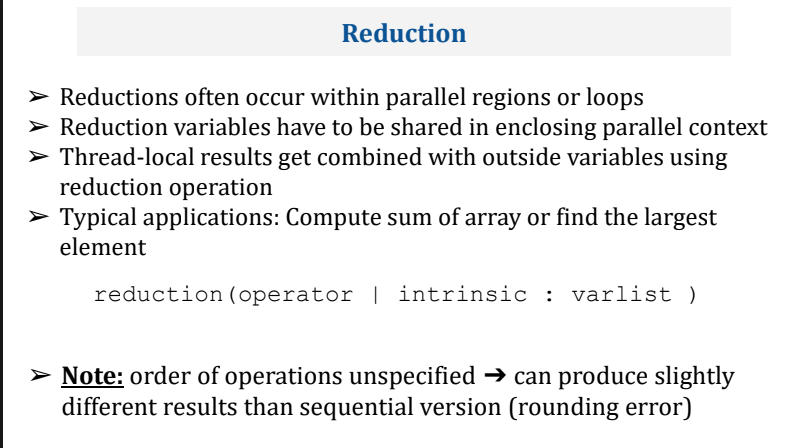 Reduction
➢ Reductions often occur within parallel regions or loops
➢ Reduction variables have to be shared in enclosing parallel context
➢ Thread-local results get combined with outside variables using
reduction operation
➢ Typical applications: Compute sum of array or find the largest
element
reduction(operator | intrinsic : varlist )
➢ Note: order of operations unspecified ➔ can produce slightly
different results than sequential version (rounding error)